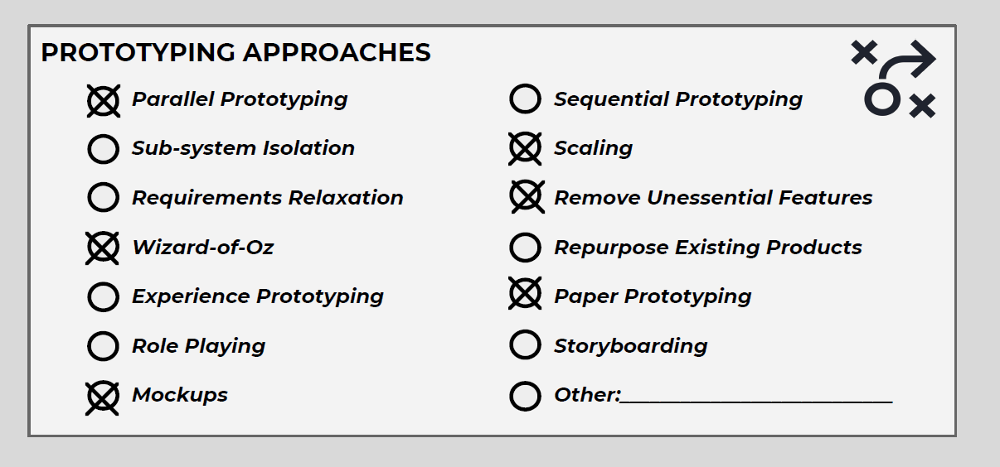 PROTOTYPING APPROACHES
Parallel Prototyping
Sub-system Isolation
Requirements Relaxation
Wizard-of-Oz
Experience Prototyping
Role Playing
Mockups
Sequential Prototyping
Scaling
Remove Unessential Features
Repurpose Existing Products
Paper Prototyping
Storyboarding
Other:__________________________